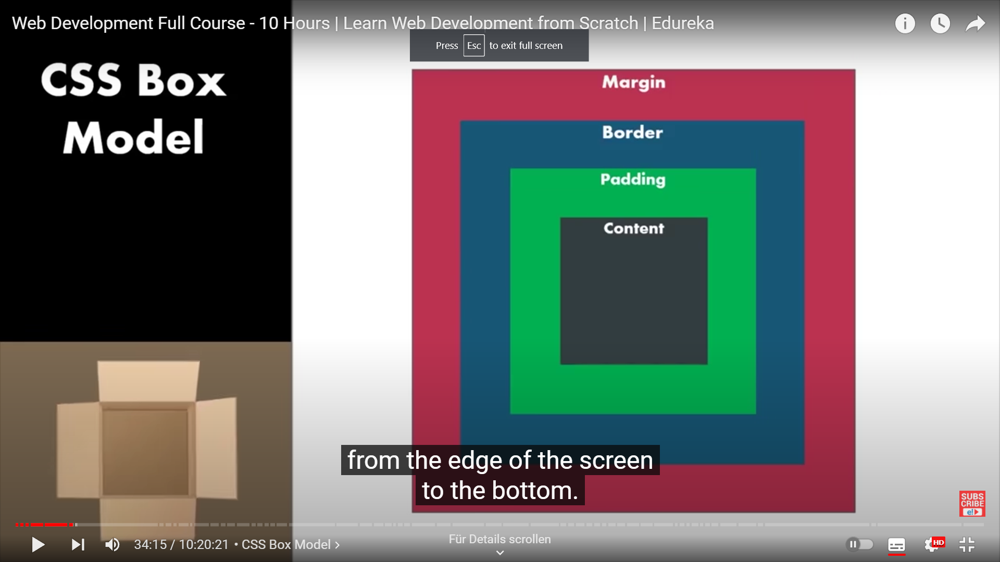 Web Development Full Course - 10 Hours | Learn Web Development from Scratch | Edureka
Press Esc to exit full screen
CSS Box
Model
Margin
Border
Padding
Content
from the edge of the screen
to the bottom.
SUBS
CRIBE
e!
34:15 / 10:20:21 • CSS Box Model
Für Details scrollen
HD